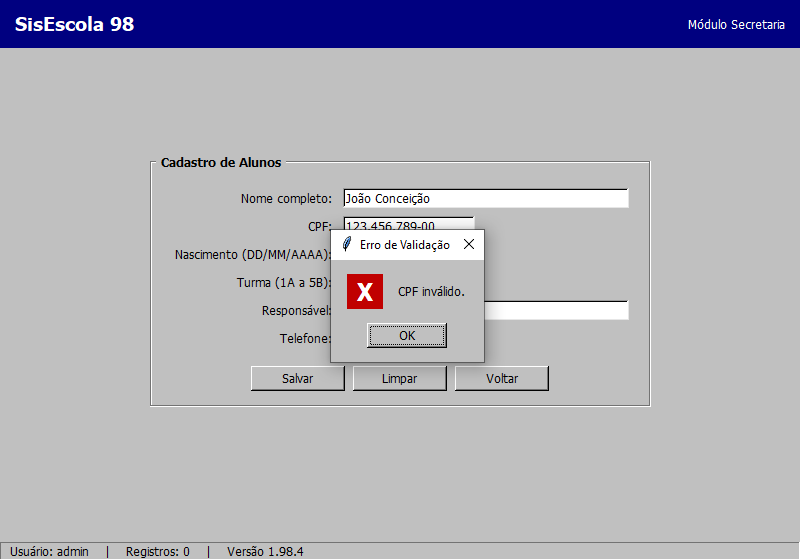 SisEscola 98
Módulo Secretaria
Cadastro de Alunos
Nome completo: João Conceição
CPF: 123.456.789-00
Erro de Validação
Nascimento (DD/MM/AAAA):
Turma (1A a 5B):
X CPF inválido.
Responsável:
Telefone:
OK
Salvar Limpar Voltar
Usuário: admin | Registros: 0 | Versão 1.98.4